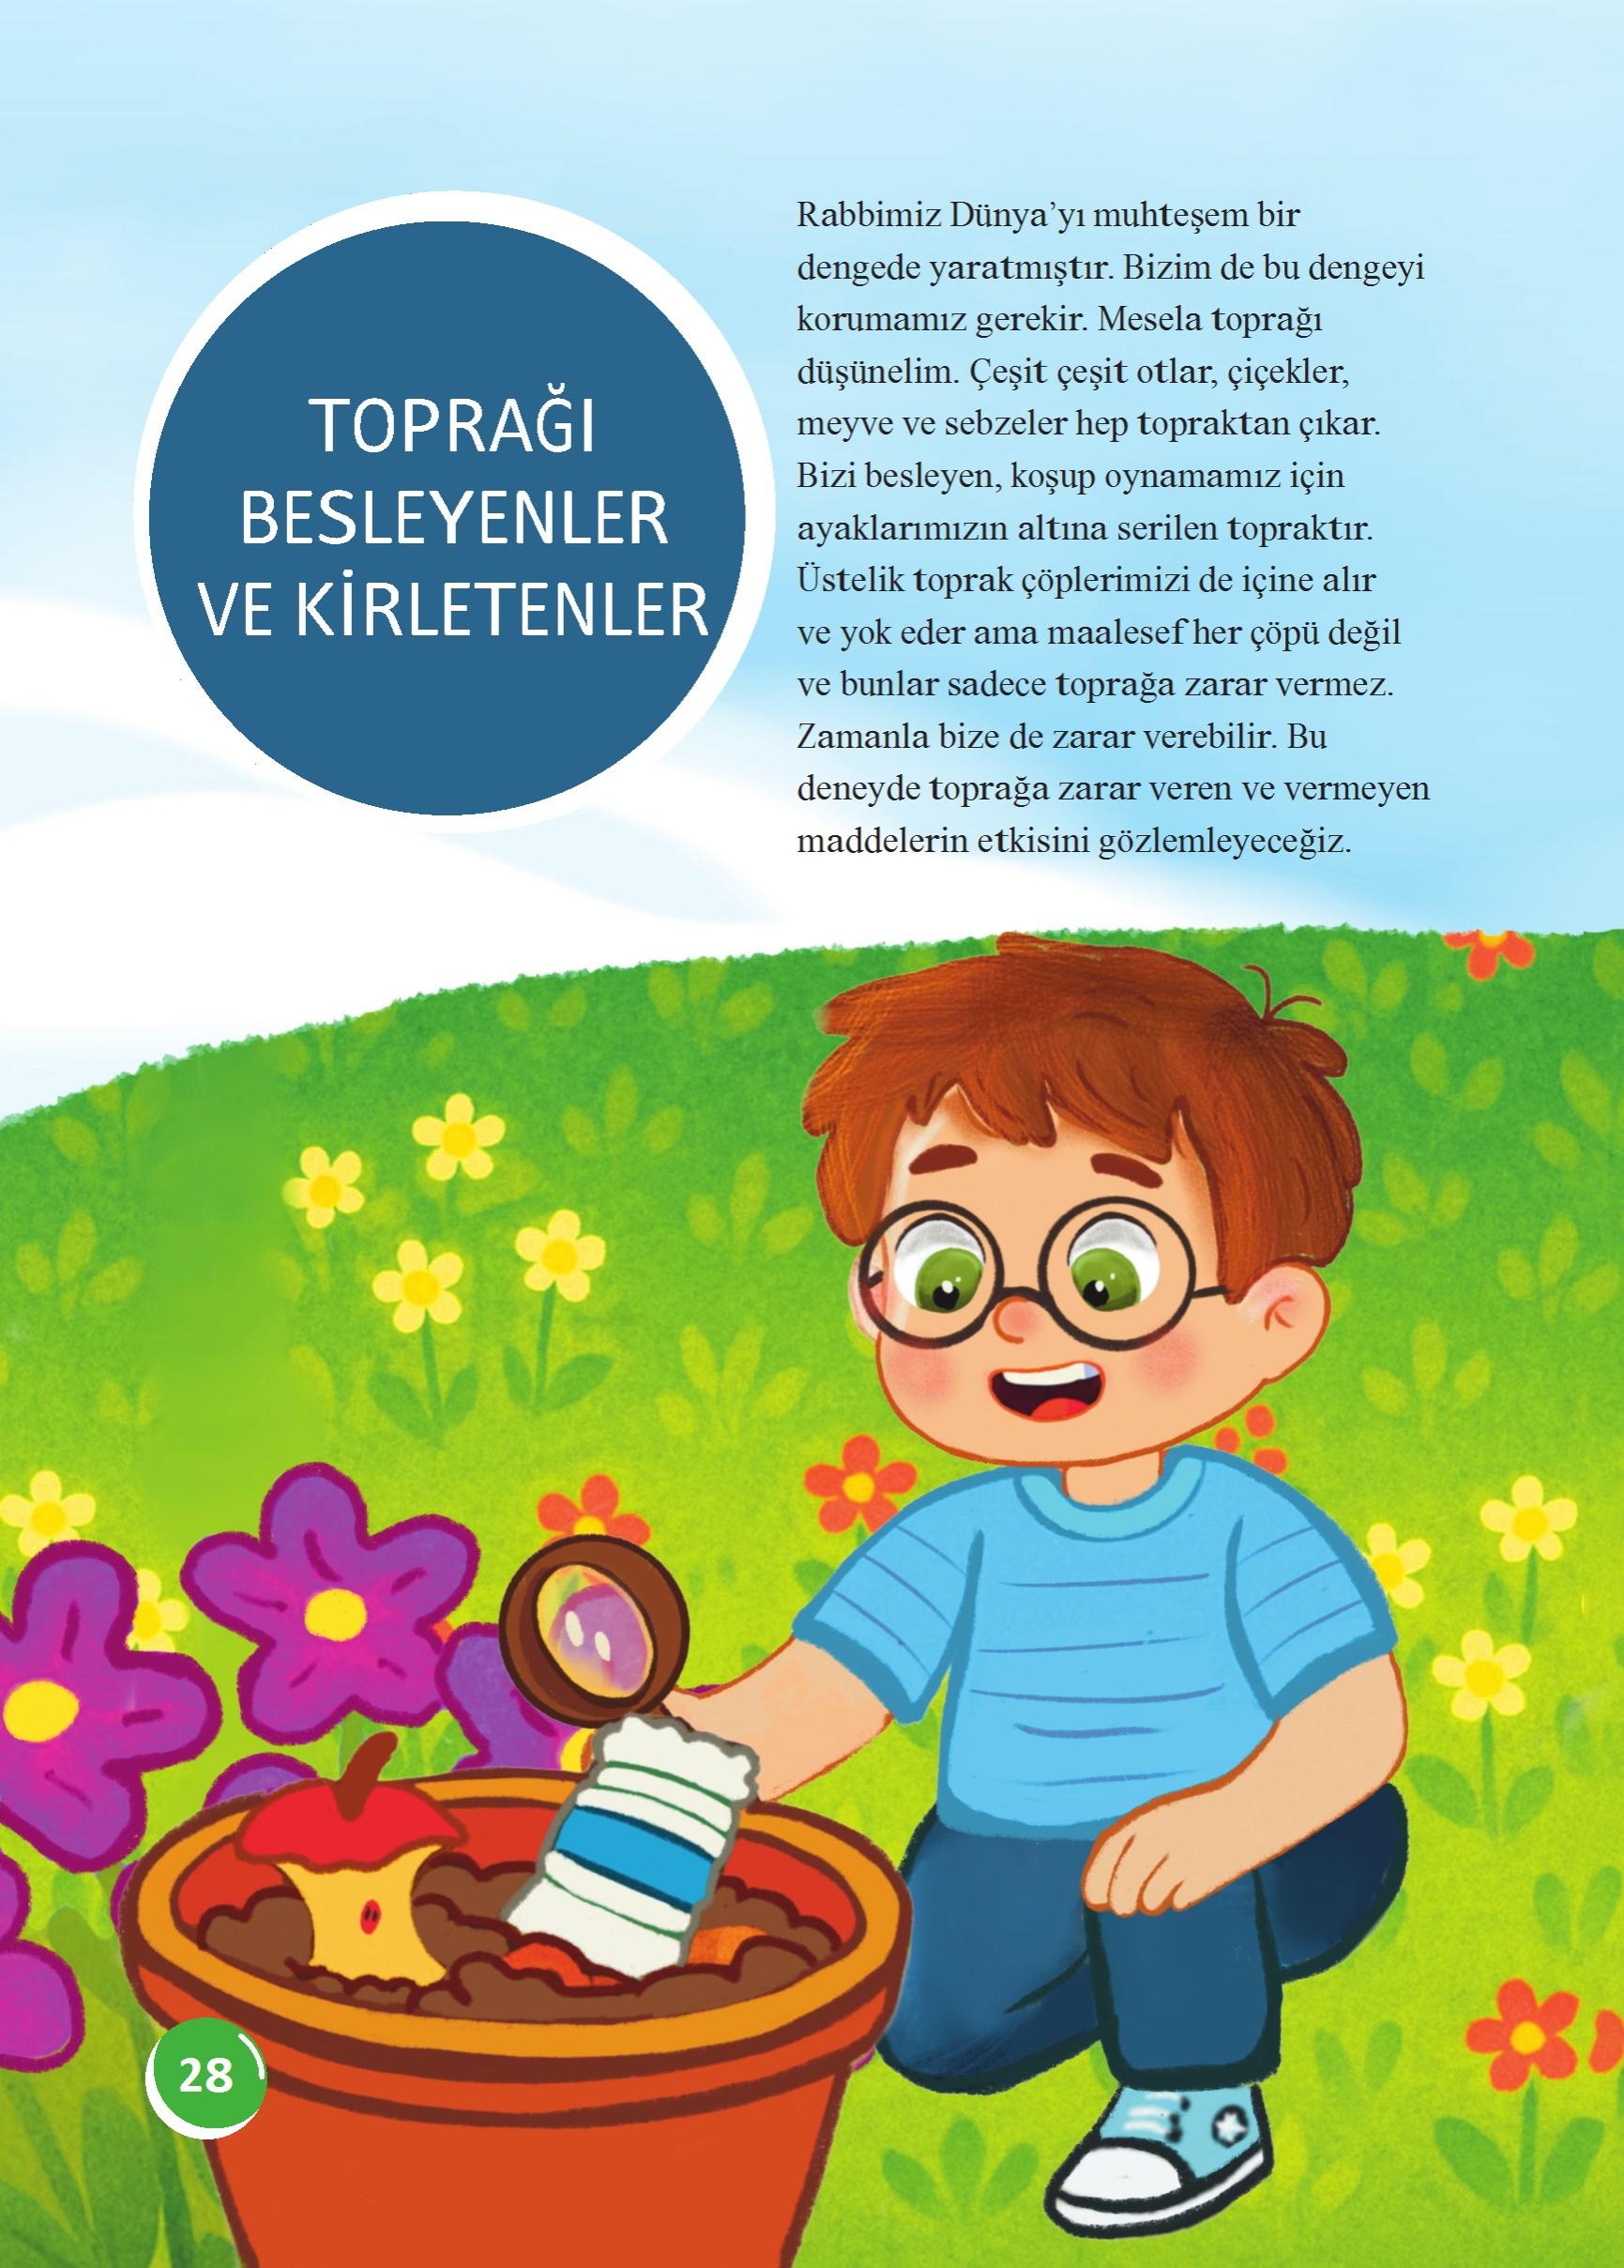 TOPRAĞI
BESLEYENLER
VE KİRLETENLER
Rabbimiz Dünya’yı muhteşem bir
dengede yaratmıştır. Bizim de bu dengeyi
korumamız gerekir. Mesela toprağı
düşünelim. Çeşit çeşit otlar, çiçekler,
meyve ve sebzeler hep topraktan çıkar.
Bizi besleyen, koşup oynamamız için
ayaklarımızın altına serilen topraktır.
Üstelik toprak çöplerimizi de içine alır
ve yok eder ama maalesef her çöpü değil
ve bunlar sadece toprağa zarar vermez.
Zamanla bize de zarar verebilir. Bu
deneyde toprağa zarar veren ve vermeyen
maddelerin etkisini gözlemleyeceğiz.
28